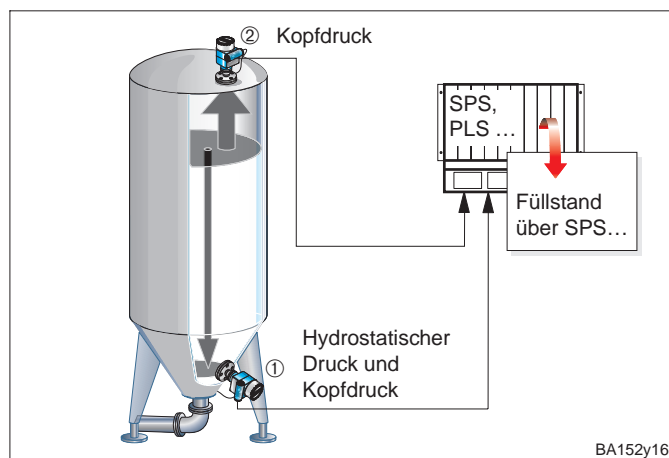 ② Kopfdruck
SPS,
PLS …
Füllstand
über SPS…
Hydrostatischer
Druck und
Kopfdruck
①
BA152y16